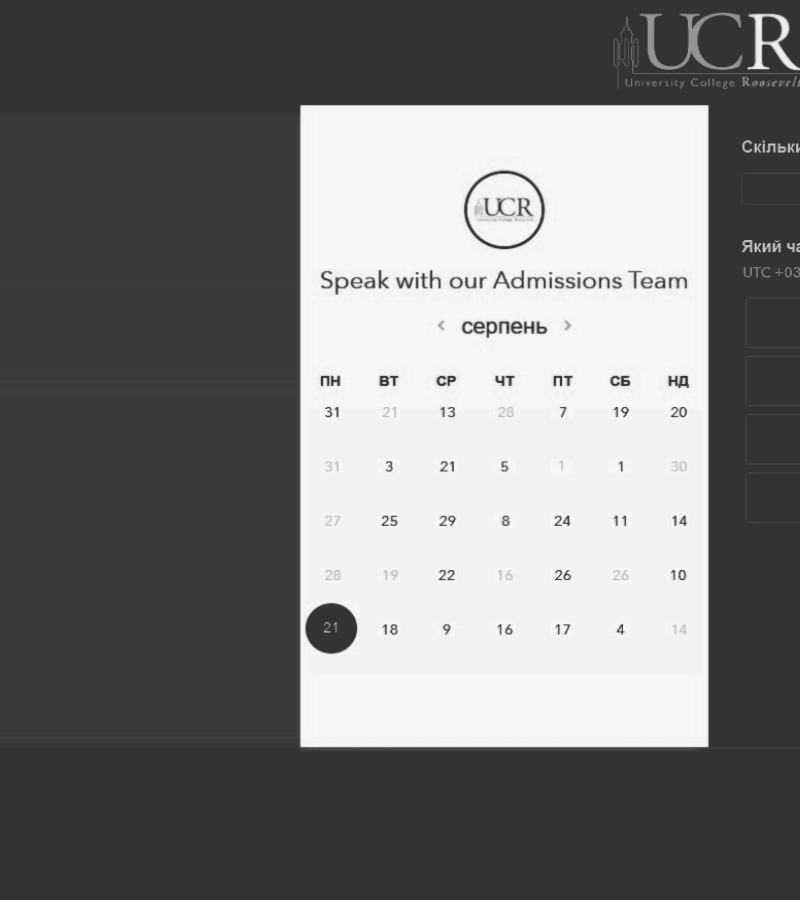 UCR
University College Roosevelt
UCR
University College Roosevelt
Speak with our Admissions Team
< серпень >
ПН ВТ СР ЧТ ПТ СБ НД
31 21 13 28 7 19 20
31 3 21 5 1 1 30
27 25 29 8 24 11 14
28 19 22 16 26 26 10
21 18 9 16 17 4 14
Скільки
Який ча
UTC +03